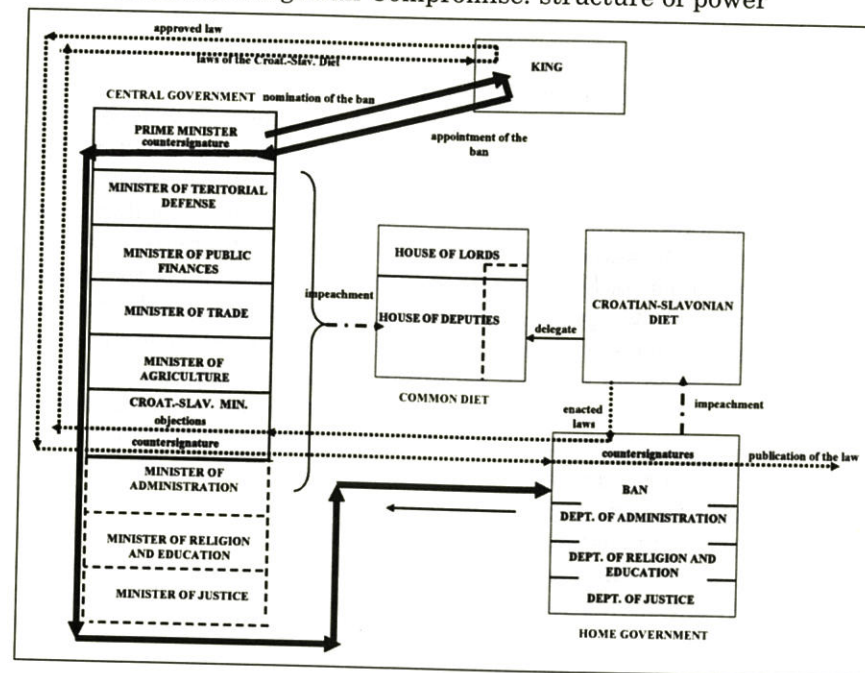 Compromise: structure of power
approved law
laws of the Croat.-Slav. Diet
KING
CENTRAL GOVERNMENT nomination of the ban
PRIME MINISTER
countersignature
appointment of the
ban
MINISTER OF TERITORIAL
DEFENSE
MINISTER OF PUBLIC
FINANCES
MINISTER OF TRADE
MINISTER OF
AGRICULTURE
CROAT.-SLAV. MIN.
objections
countersignature
MINISTER OF
ADMINISTRATION
MINISTER OF RELIGION
AND EDUCATION
MINISTER OF JUSTICE
impeachment
HOUSE OF LORDS
HOUSE OF DEPUTIES
COMMON DIET
delegate
CROATIAN-SLAVONIAN
DIET
enacted
laws
impeachment
countersignatures
publication of the law
BAN
DEPT. OF ADMINISTRATION
DEPT. OF RELIGION AND
EDUCATION
DEPT. OF JUSTICE
HOME GOVERNMENT